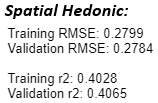 Spatial Hedonic:
Training RMSE: 0.2799
Validation RMSE: 0.2784
Training r2: 0.4028
Validation r2: 0.4065